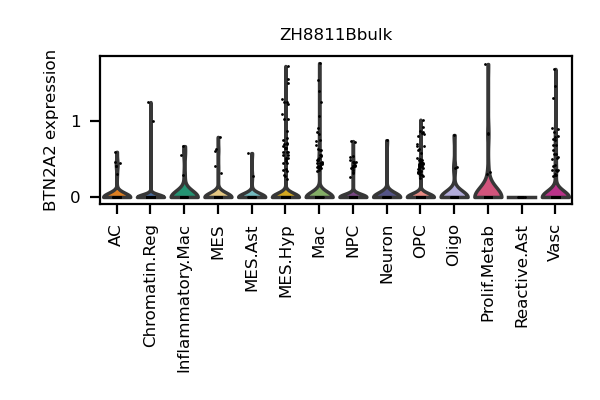 ZH8811Bbulk
BTN2A2 expression
1
0
AC
Chromatin.Reg
Inflammatory.Mac
MES
MES.Ast
MES.Hyp
Mac
NPC
Neuron
OPC
Oligo
Prolif.Metab
Reactive.Ast
Vasc